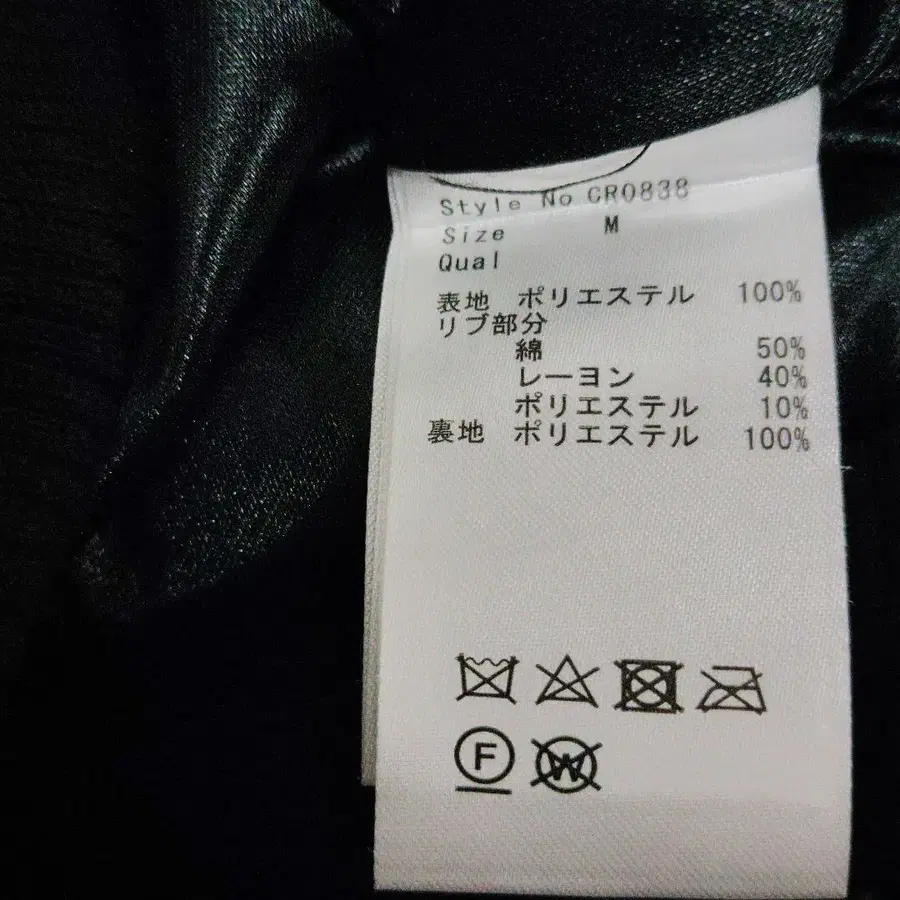 Style No CR0838
Size M
Qual
表地 ポリエステル 100%
リブ部分
綿 50%
レーヨン 40%
ポリエステル 10%
裏地 ポリエステル 100%
F W